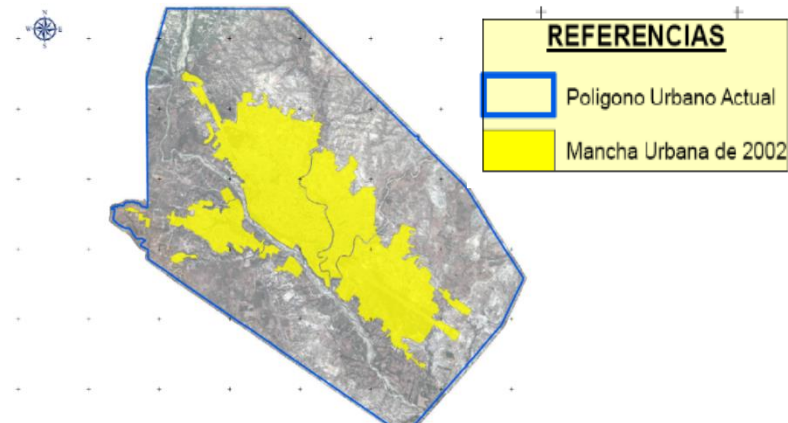 N
W
E
S
REFERENCIAS
Poligono Urbano Actual
Mancha Urbana de 2002